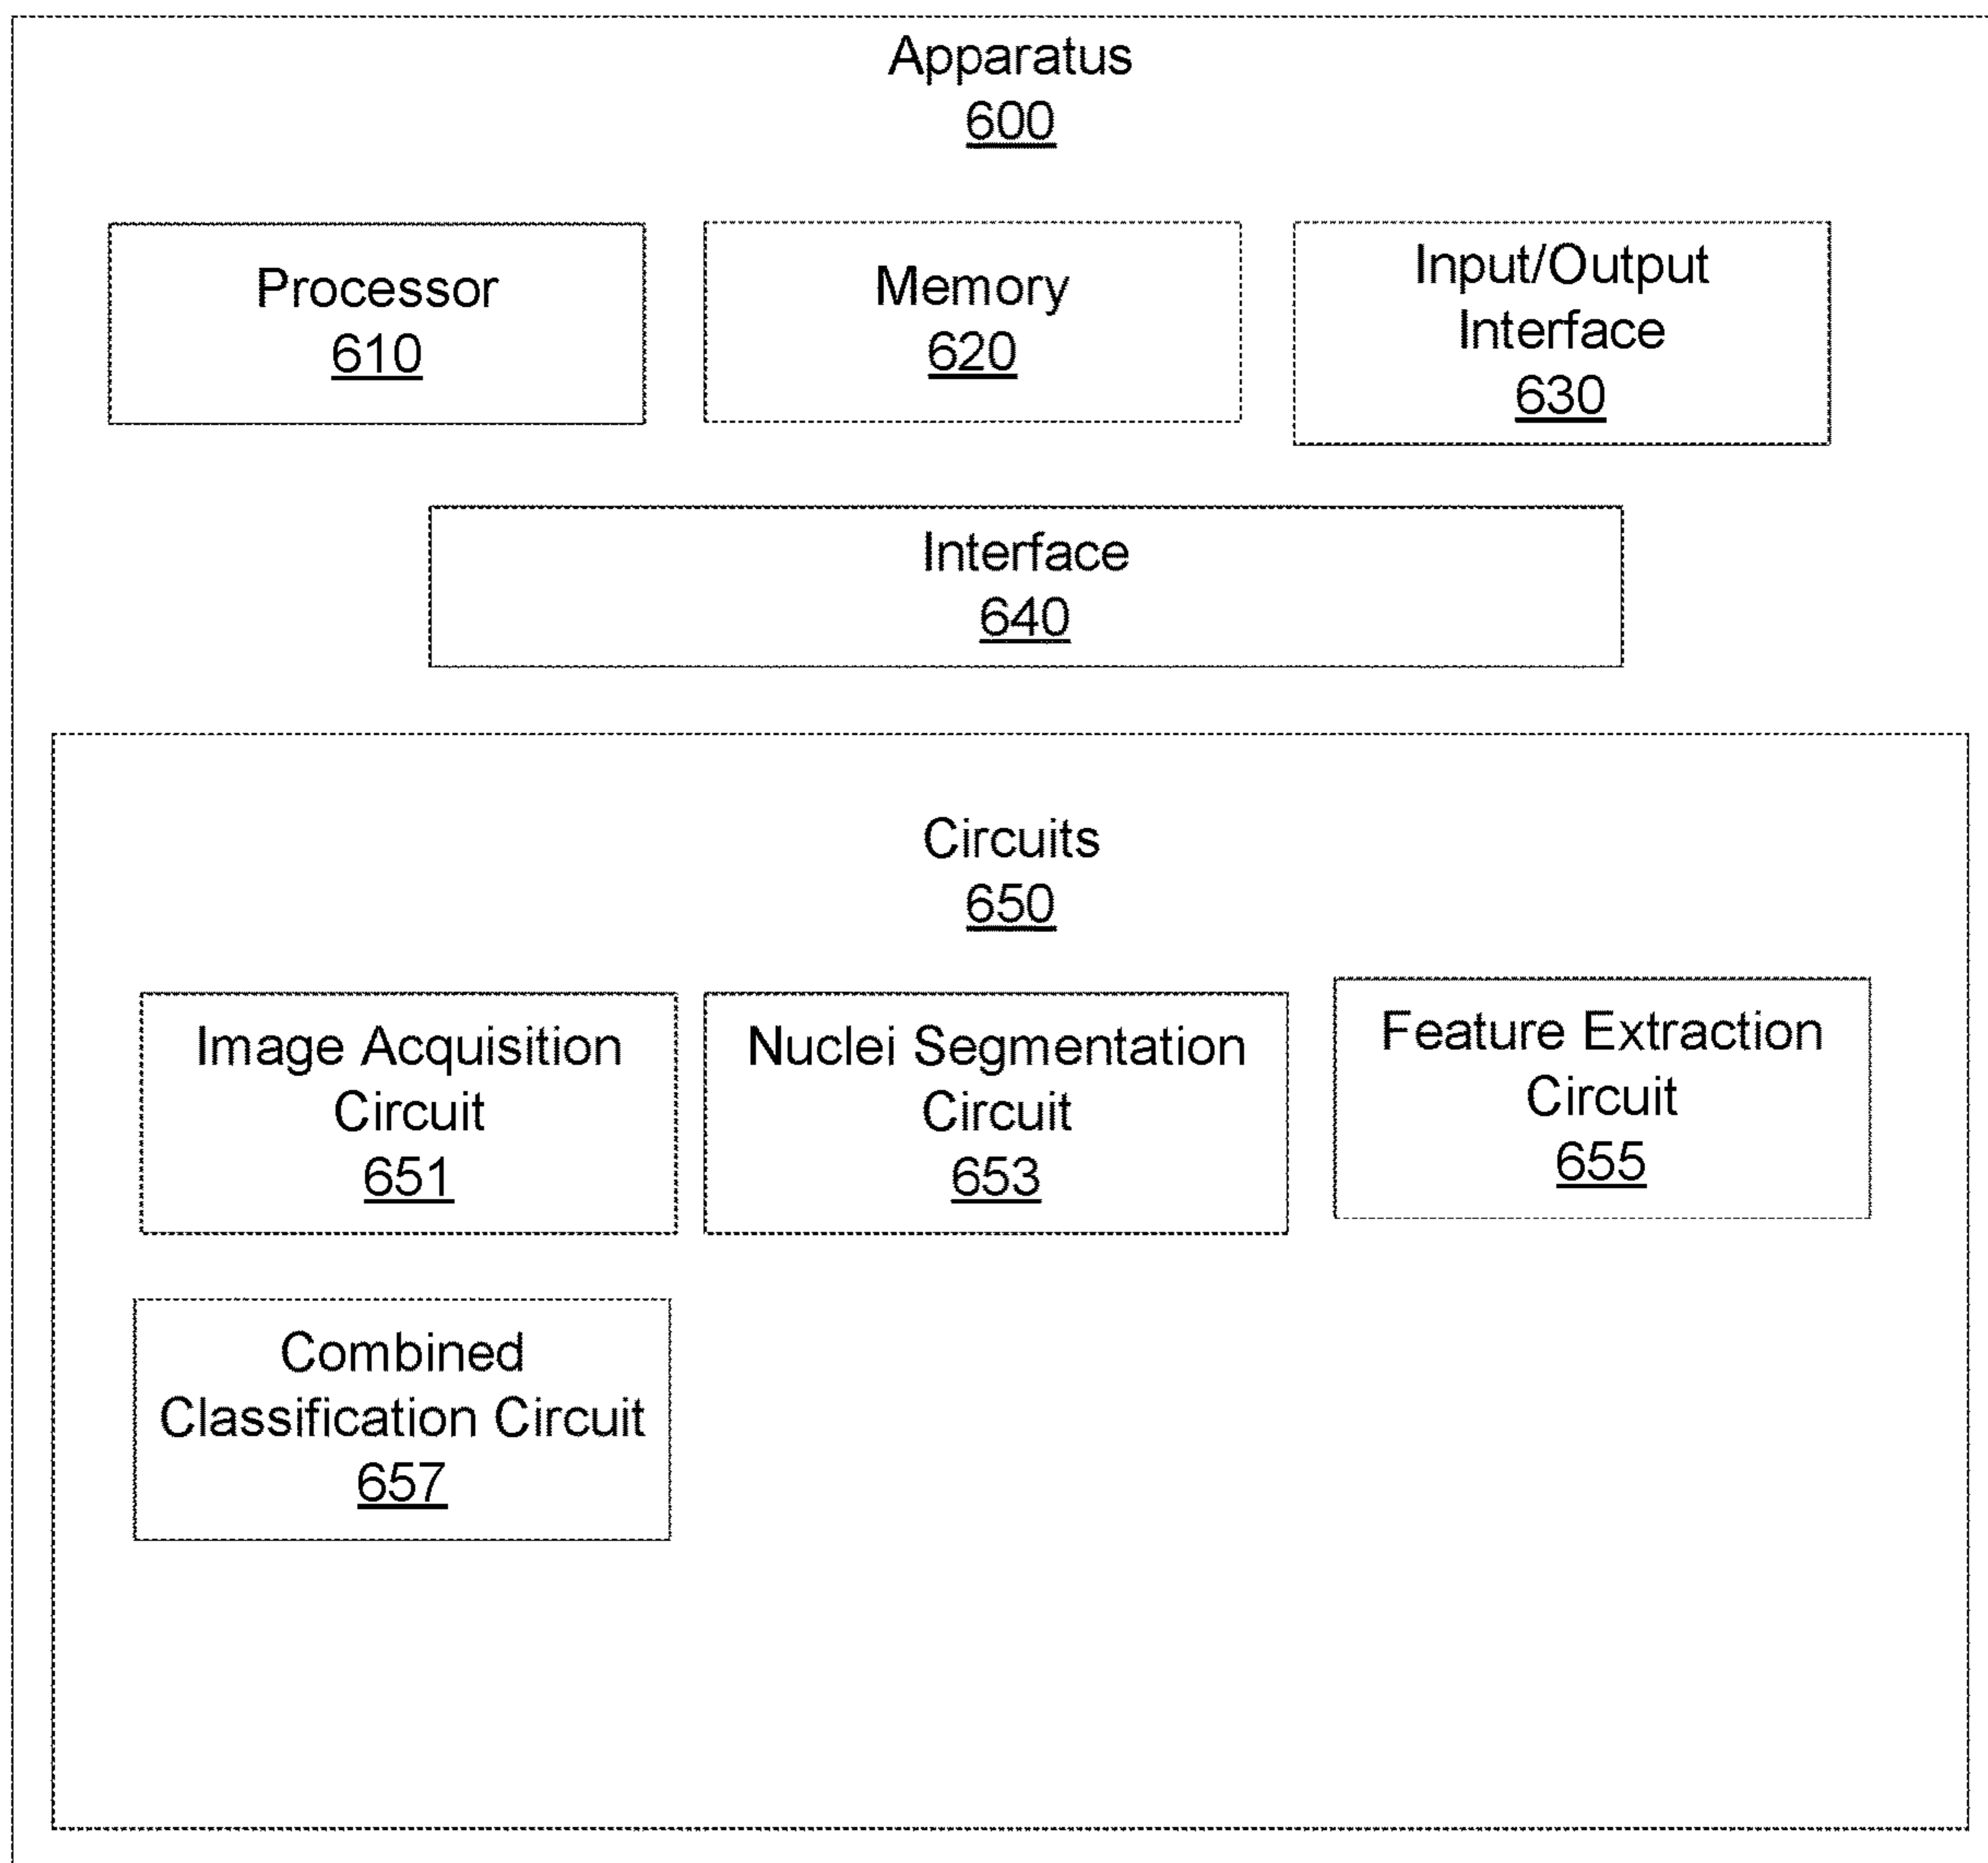 Apparatus
600
Processor
610
Memory
620
Input/Output
Interface
630
Interface
640
Circuits
650
Image Acquisition
Circuit
651
Nuclei Segmentation
Circuit
653
Feature Extraction
Circuit
655
Combined
Classification Circuit
657